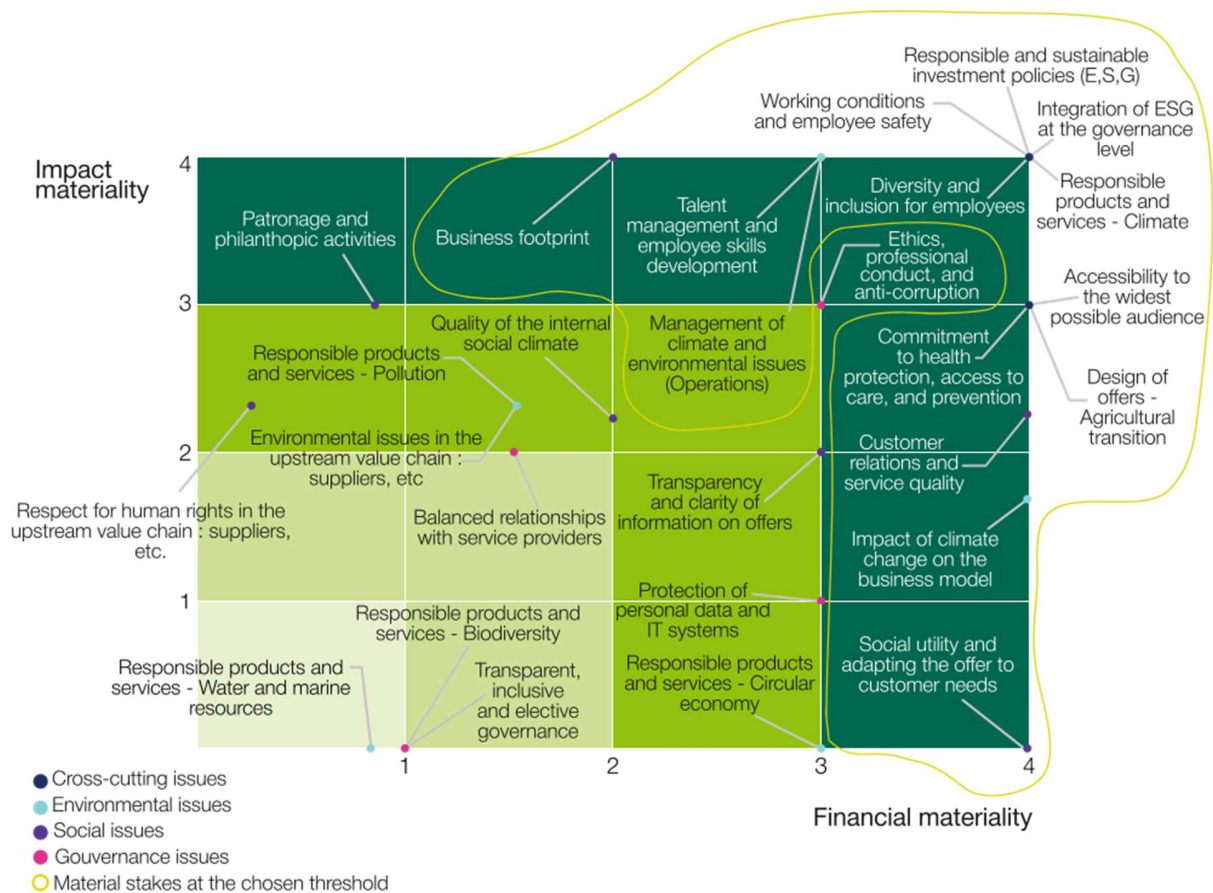 Responsible and sustainable
investment policies (E,S,G)
Working conditions
and employee safety
Integration of ESG
at the governance
level
Impact
materiality
4
Patronage and
philanthopic activities
Business footprint
Talent
management and
employee skills
development
Diversity and
inclusion for employees
Responsible
products and
services - Climate
Ethics,
professional
conduct, and
anti-corruption
Accessibility to
the widest
possible audience
3
Quality of the internal
social climate
Responsible products
and services - Pollution
Management of
climate and
environmental issues
(Operations)
Commitment
to health
protection, access to
care, and prevention
Design of
offers -
Agricultural
transition
Environmental issues in the
upstream value chain :
suppliers, etc
2
Customer
relations and
service quality
Respect for human rights in the
upstream value chain : suppliers,
etc.
Balanced relationships
with service providers
Transparency
and clarity of
information on offers
Impact of climate
change on the
business model
1
Responsible products and
services - Biodiversity
Protection of
personal data and
IT systems
Responsible products and
services - Water and marine
resources
Transparent,
inclusive
and elective
governance
Responsible products
and services - Circular
economy
Social utility and
adapting the offer to
customer needs
1
2
3
4
Financial materiality
Cross-cutting issues
Environmental issues
Social issues
Gouvernance issues
Material stakes at the chosen threshold